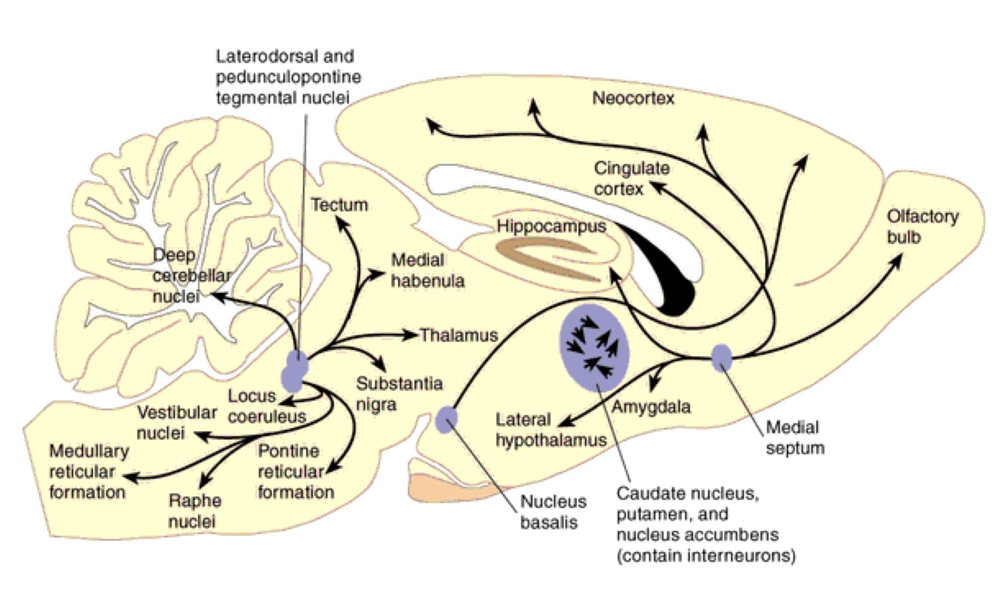 Laterodorsal and
pedunculopontine
tegmental nuclei
Neocortex
Cingulate
cortex
Olfactory
bulb
Tectum
Hippocampus
Deep
cerebellar
nuclei
Medial
habenula
Thalamus
Substantia
nigra
Locus
coeruleus
Vestibular
nuclei
Amygdala
Lateral
hypothalamus
Medial
septum
Medullary
reticular
formation
Pontine
reticular
formation
Raphe
nuclei
Nucleus
basalis
Caudate nucleus,
putamen, and
nucleus accumbens
(contain interneurons)